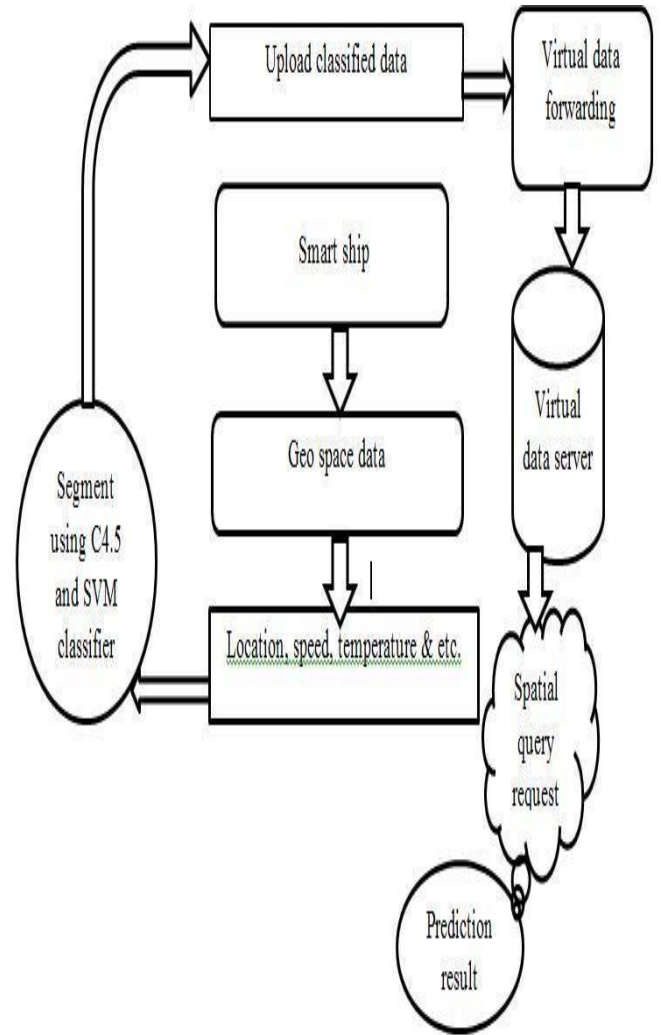 Upload classified data
Virtual data
forwarding
Smart ship
Geo space data
Virtual
data server
Segment
using C4.5
and SVM
classifier
Location, speed, temperature & etc.
Spatial
query
request
Prediction
result